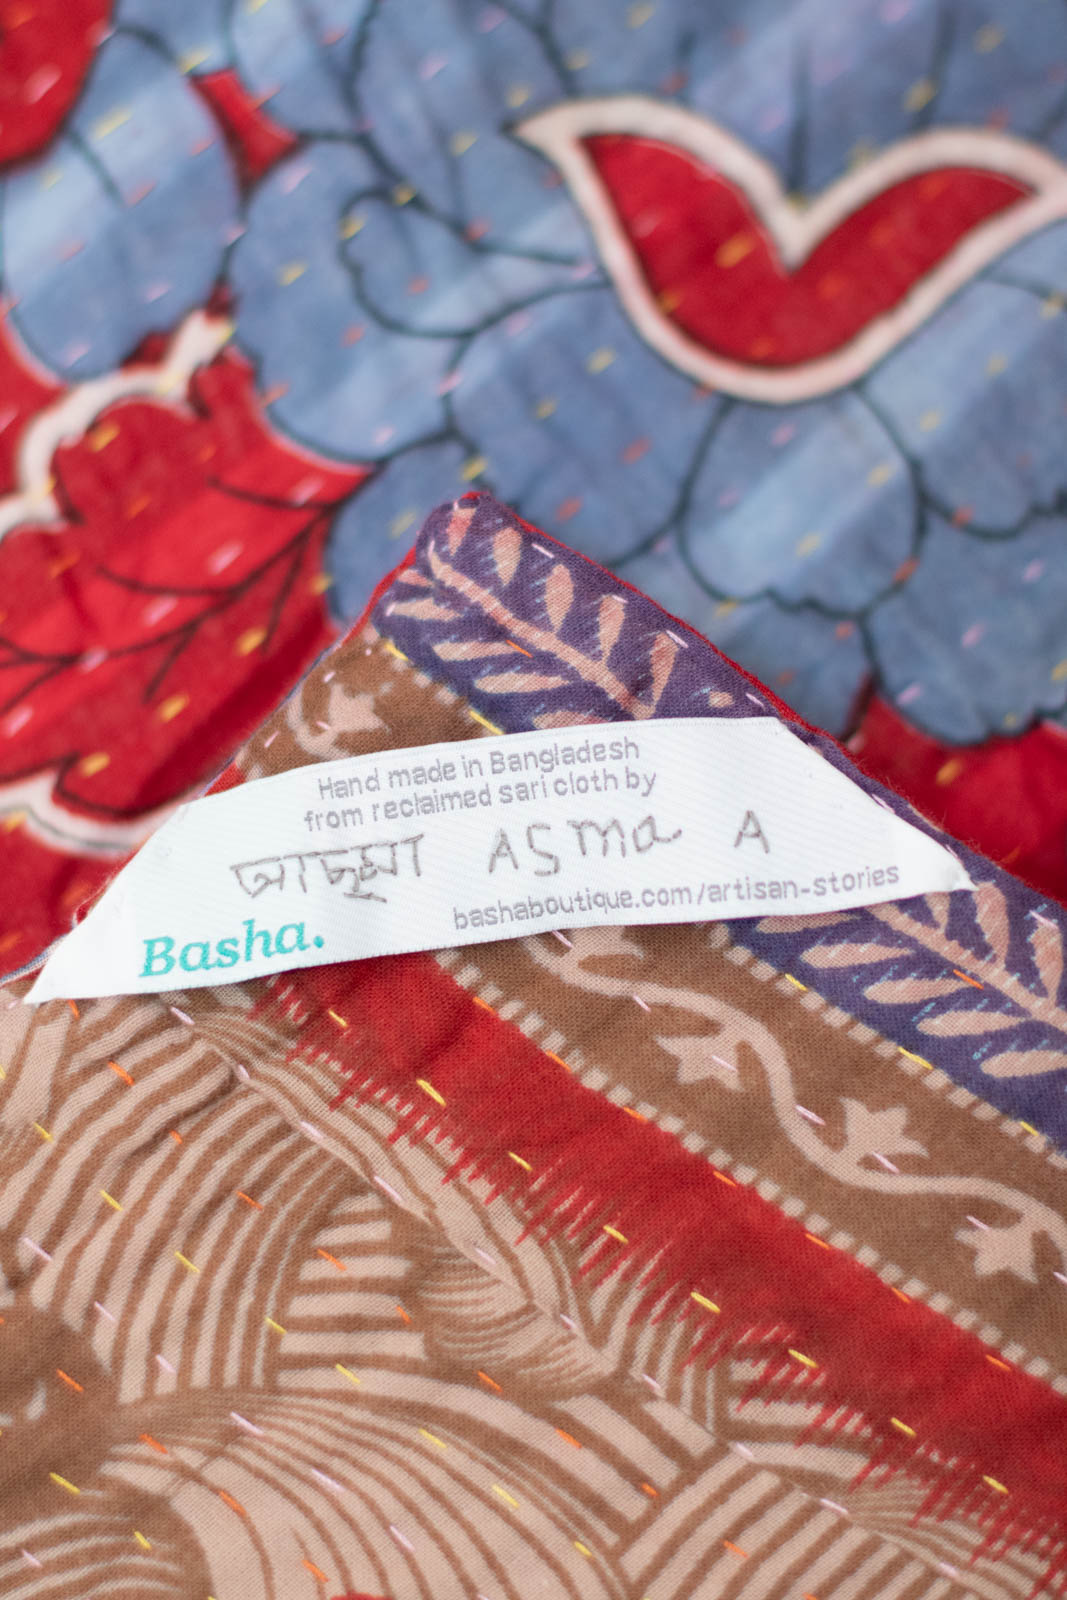 Hand made in Bangladesh
from reclaimed sari cloth by
আছমা ASma A
bashaboutique.com/artisan-stories
Basha.